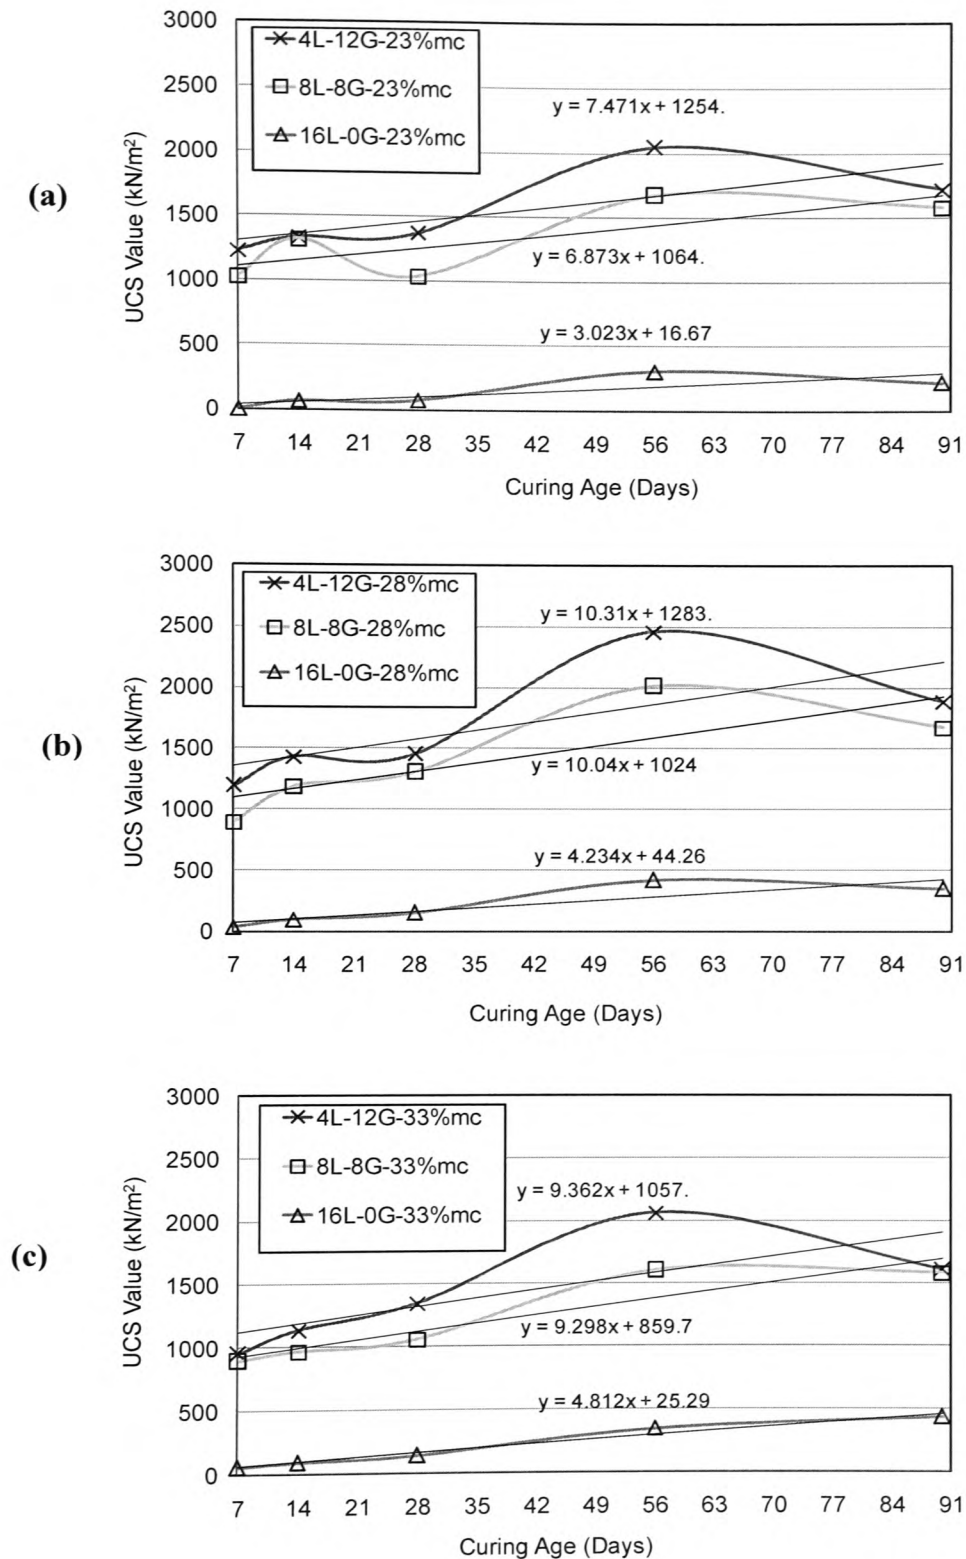 (a)
UCS Value (kN/m²)
3000
2500
2000
1500
1000
500
0
4L-12G-23%mc
8L-8G-23%mc
16L-0G-23%mc
y = 7.471x + 1254.
y = 6.873x + 1064.
y = 3.023x + 16.67
7 14 21 28 35 42 49 56 63 70 77 84 91
Curing Age (Days)
(b)
UCS Value (kN/m²)
3000
2500
2000
1500
1000
500
0
4L-12G-28%mc
8L-8G-28%mc
16L-0G-28%mc
y = 10.31x + 1283.
y = 10.04x + 1024
y = 4.234x + 44.26
7 14 21 28 35 42 49 56 63 70 77 84 91
Curing Age (Days)
(c)
UCS Value (kN/m²)
3000
2500
2000
1500
1000
500
0
4L-12G-33%mc
8L-8G-33%mc
16L-0G-33%mc
y = 9.362x + 1057.
y = 9.298x + 859.7
y = 4.812x + 25.29
7 14 21 28 35 42 49 56 63 70 77 84 91
Curing Age (Days)